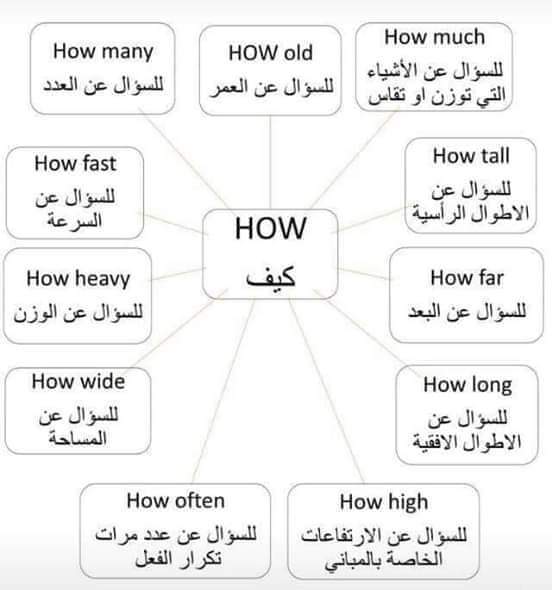 How many
للسؤال عن العدد
HOW old
للسؤال عن العمر
How much
للسؤال عن الأشياء
التي توزن او تقاس
How fast
للسؤال عن
السرعة
How tall
للسؤال عن
الاطوال الرأسية
HOW
كيف
How heavy
للسؤال عن الوزن
How far
للسؤال عن البعد
How wide
للسؤال عن
المساحة
How long
للسؤال عن
الاطوال الافقية
How often
للسؤال عن عدد مرات
تكرار الفعل
How high
للسؤال عن الارتفاعات
الخاصة بالمباني